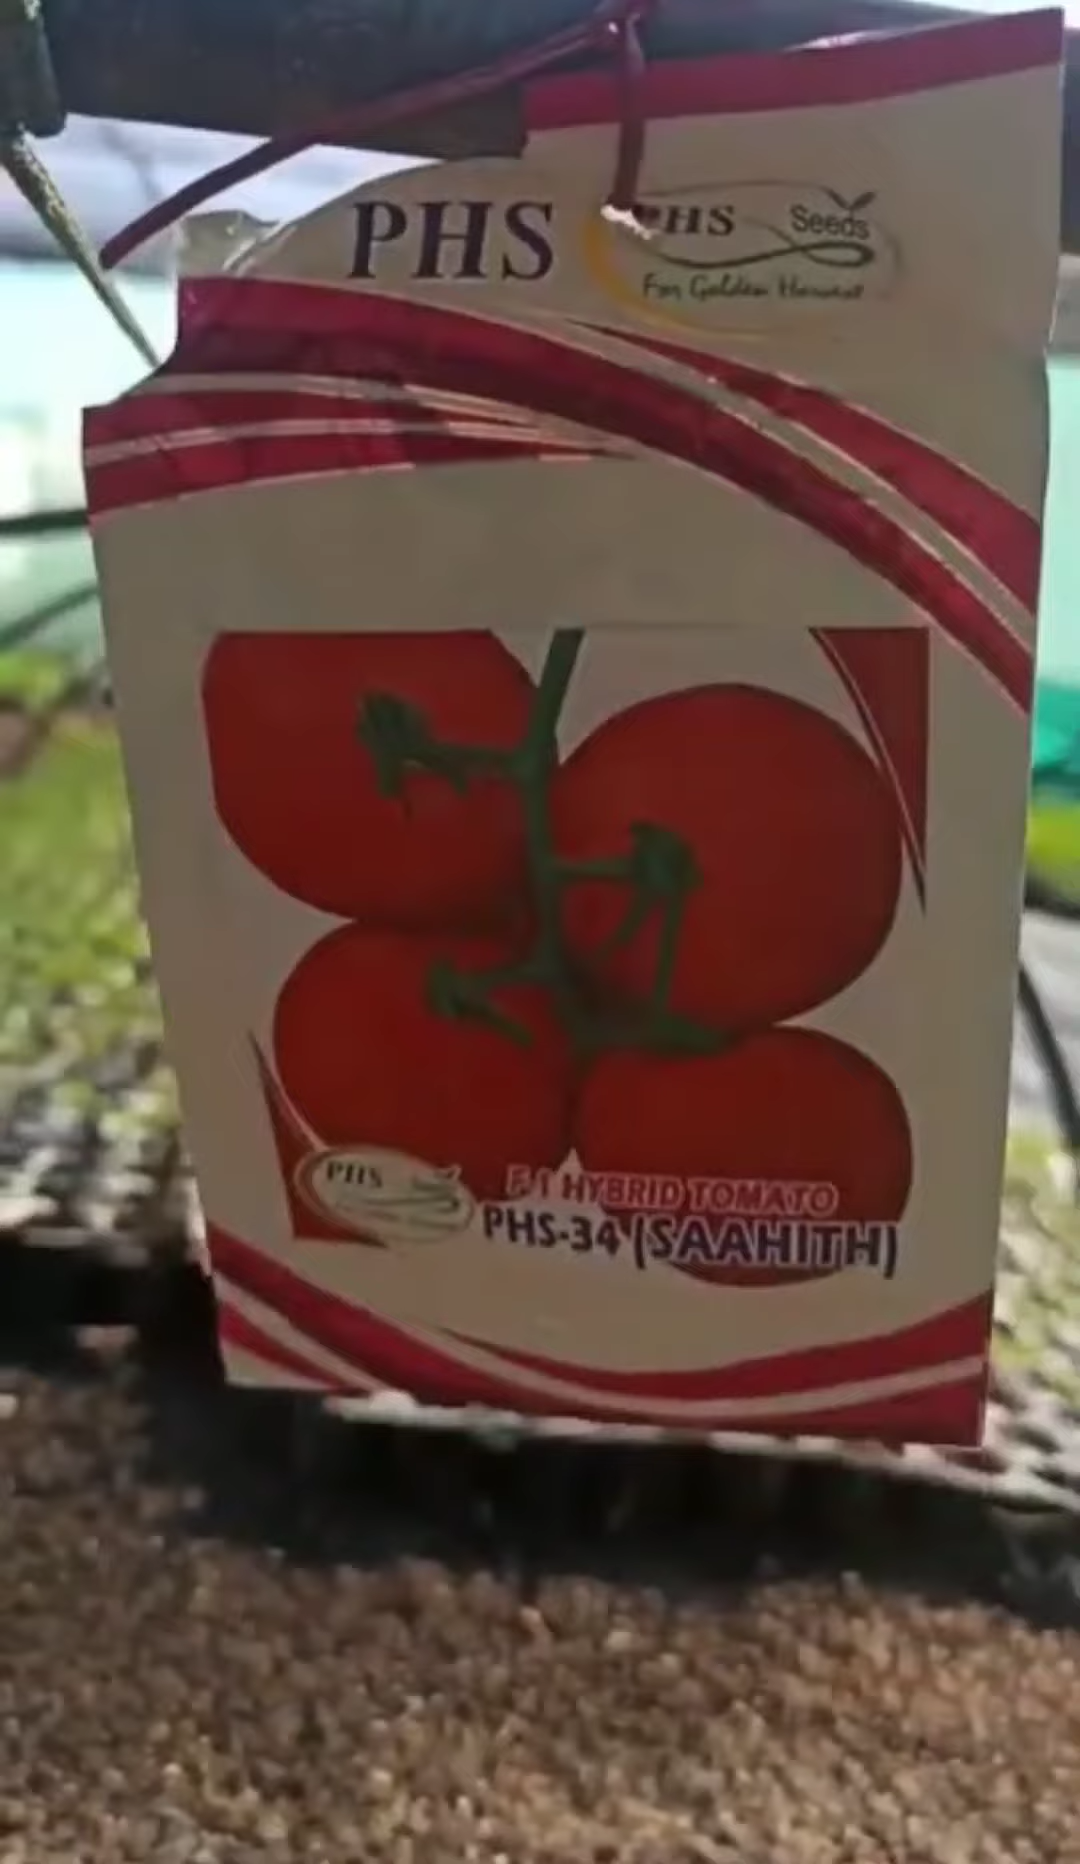 PHS
PHS Seeds
For Golden Harvest
PHS
F-1 HYBRID TOMATO
PHS-34 (SAAHITH)